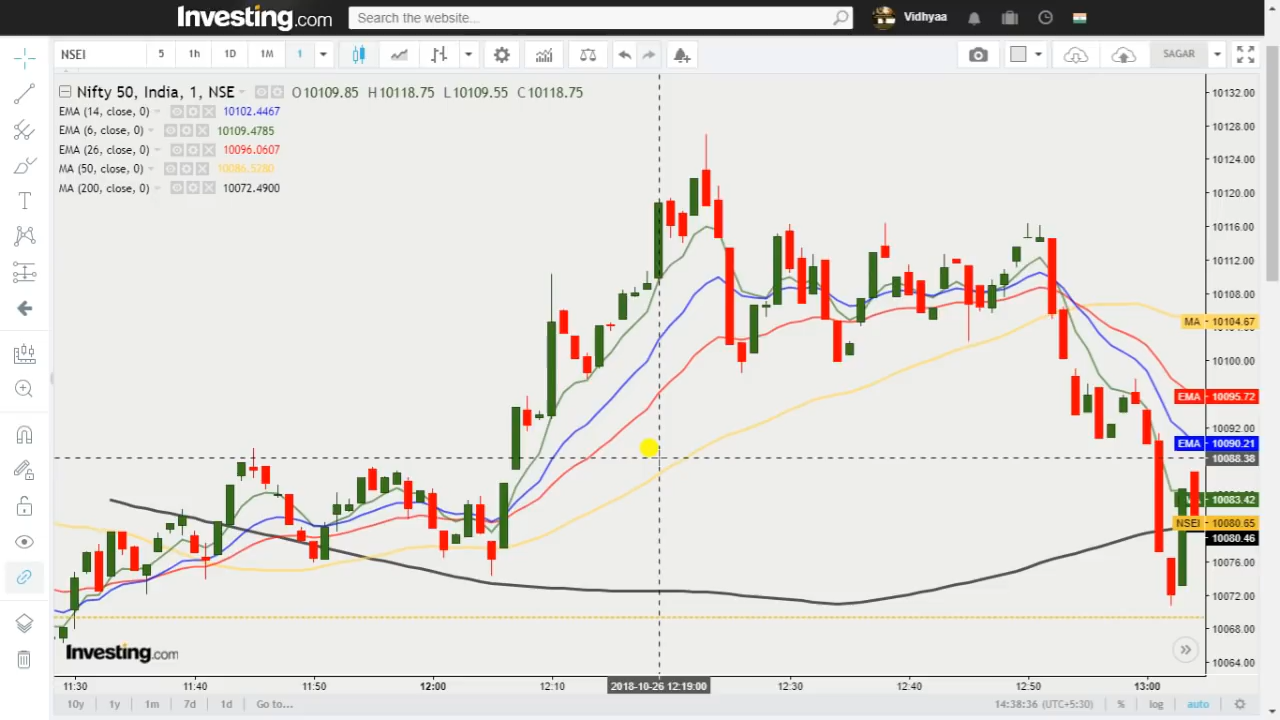 Investing.com Search the website... Vidhyaa
NSEI 5 1h 1D 1M 1 SAGAR
Nifty 50, India, 1, NSE O10109.85 H10118.75 L10109.55 C10118.75
EMA (14, close, 0) 10102.4467
EMA (6, close, 0) 10109.4785
EMA (26, close, 0) 10096.0607
MA (50, close, 0) 10086.5280
MA (200, close, 0) 10072.4900
10132.00
10128.00
10124.00
10120.00
10116.00
10112.00
10108.00
MA 10104.67
10100.00
EMA 10095.72
10092.00
EMA 10090.21
10088.38
10083.42
NSEI 10080.65
10080.46
10076.00
10072.00
10068.00
10064.00
Investing.com
11:30 11:40 11:50 12:00 12:10 2018-10-26 12:19:00 12:30 12:40 12:50 13:00
10y 1y 1m 7d 1d Go to... 14:38:36 (UTC+5:30) % log auto